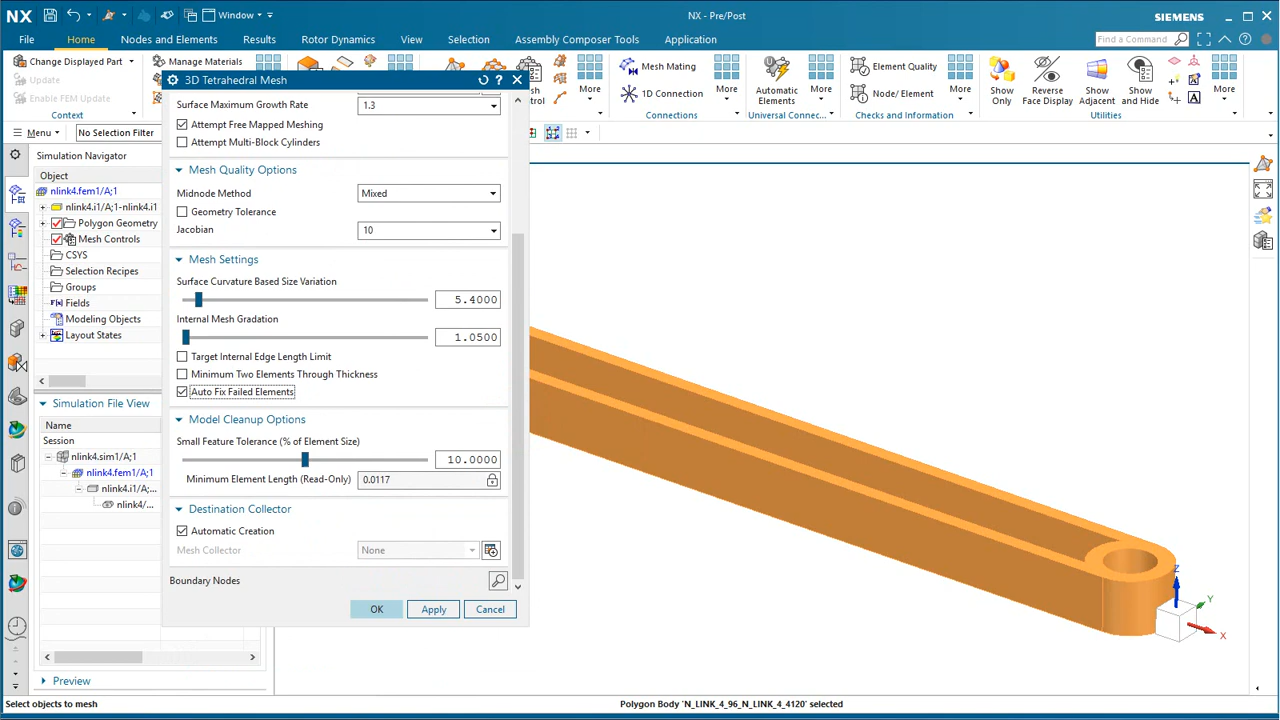 NX
Window
NX - Pre/Post
SIEMENS
File
Home
Nodes and Elements
Results
Rotor Dynamics
View
Selection
Assembly Composer Tools
Application
Find a Command
Change Displayed Part
Update
Enable FEM Update
Context
Manage Materials
More
Mesh Mating
1D Connection
More
Connections
Automatic Elements
More
Universal Connec...
Element Quality
Node/ Element
More
Checks and Information
Show Only
Reverse Face Display
Show Adjacent
Show and Hide
More
Utilities
Menu
No Selection Filter
3D Tetrahedral Mesh
Surface Maximum Growth Rate 1.3
Attempt Free Mapped Meshing
Attempt Multi-Block Cylinders
Mesh Quality Options
Midnode Method Mixed
Geometry Tolerance
Jacobian 10
Mesh Settings
Surface Curvature Based Size Variation
5.4000
Internal Mesh Gradation
1.0500
Target Internal Edge Length Limit
Minimum Two Elements Through Thickness
Auto Fix Failed Elements
Model Cleanup Options
Small Feature Tolerance (% of Element Size)
10.0000
Minimum Element Length (Read-Only) 0.0117
Destination Collector
Automatic Creation
Mesh Collector None
Boundary Nodes
OK Apply Cancel
Simulation Navigator
Object
nlink4.fem1/A;1
nlink4.i1/A;1-nlink4.i1
Polygon Geometry
Mesh Controls
CSYS
Selection Recipes
Groups
Fields
Modeling Objects
Layout States
Simulation File View
Name
Session
nlink4.sim1/A;1
nlink4.fem1/A;1
nlink4.i1/A;...
nlink4/...
Preview
Z
Y
X
Select objects to mesh
Polygon Body 'N_LINK_4_96_N_LINK_4_4120' selected